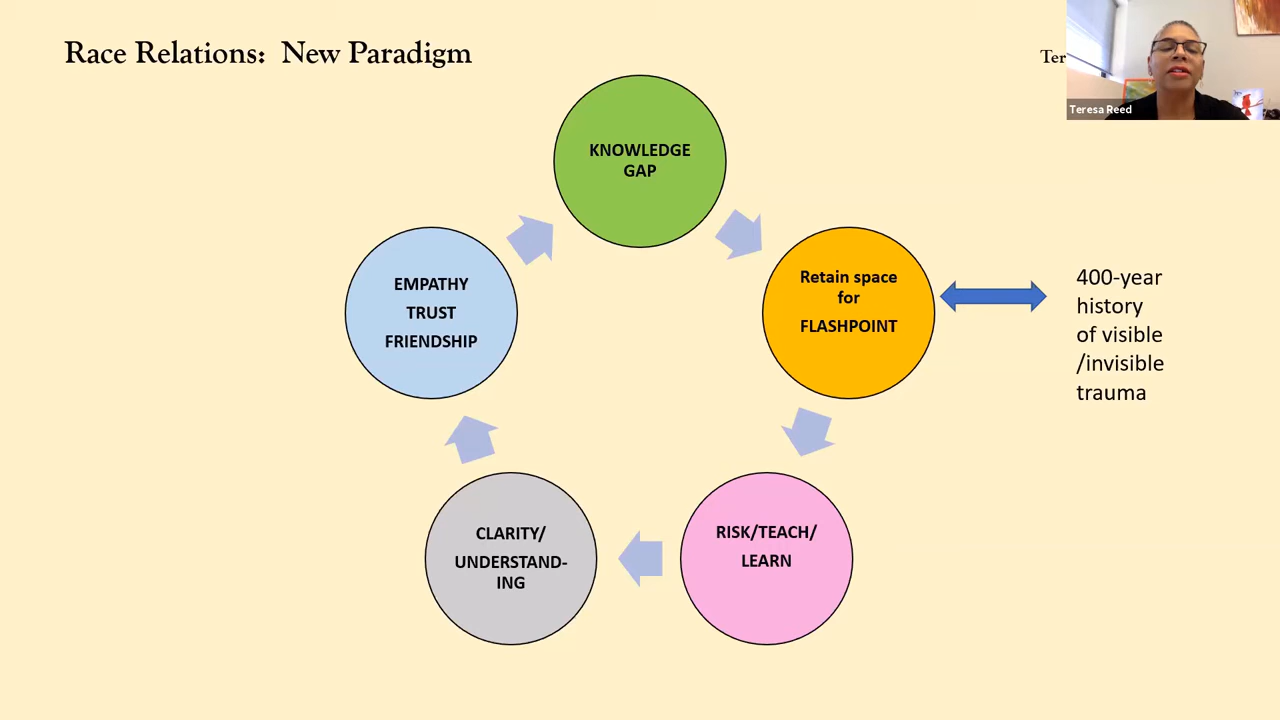 Race Relations: New Paradigm
Ter
Teresa Reed
KNOWLEDGE
GAP
Retain space
for
FLASHPOINT
400-year
history
of visible
/invisible
trauma
RISK/TEACH/
LEARN
CLARITY/
UNDERSTAND-
ING
EMPATHY
TRUST
FRIENDSHIP